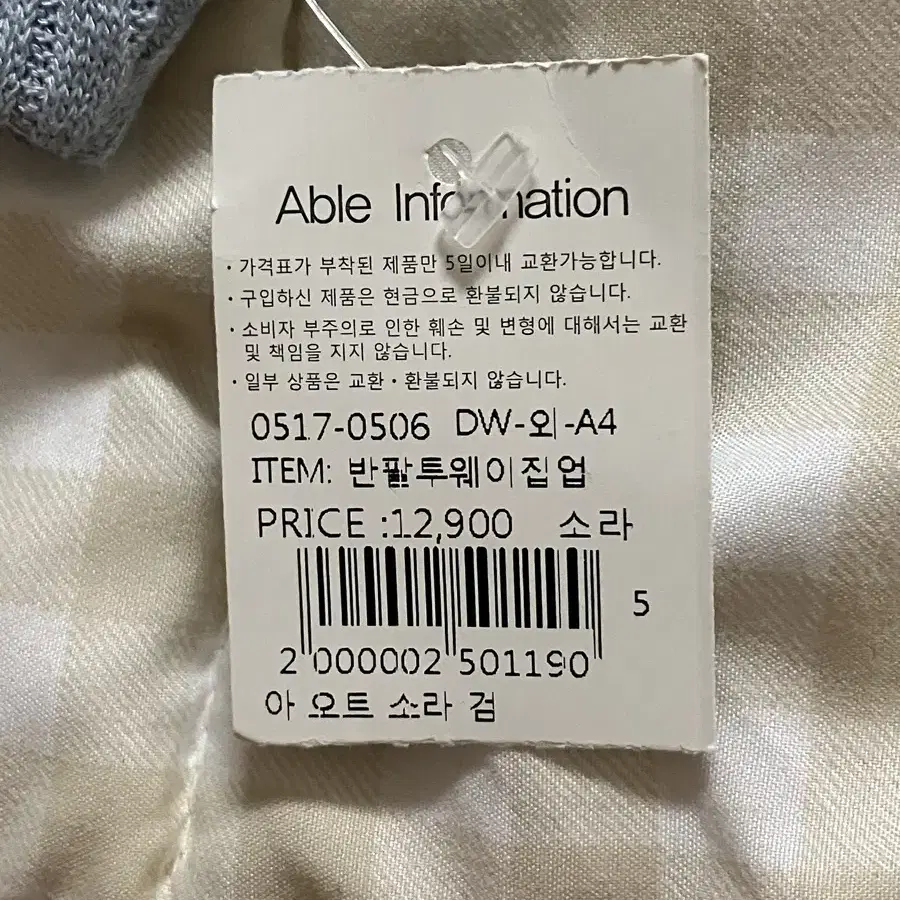 Able Information
· 가격표가 부착된 제품만 5일이내 교환가능합니다.
· 구입하신 제품은 현금으로 환불되지 않습니다.
· 소비자 부주의로 인한 훼손 및 변형에 대해서는 교환
및 책임을 지지 않습니다.
· 일부 상품은 교환 · 환불되지 않습니다.
0517-0506 DW-외-A4
ITEM: 반팔투웨이집업
PRICE :12,900 소라
5
2 000002 501190
아 오트 소라 검